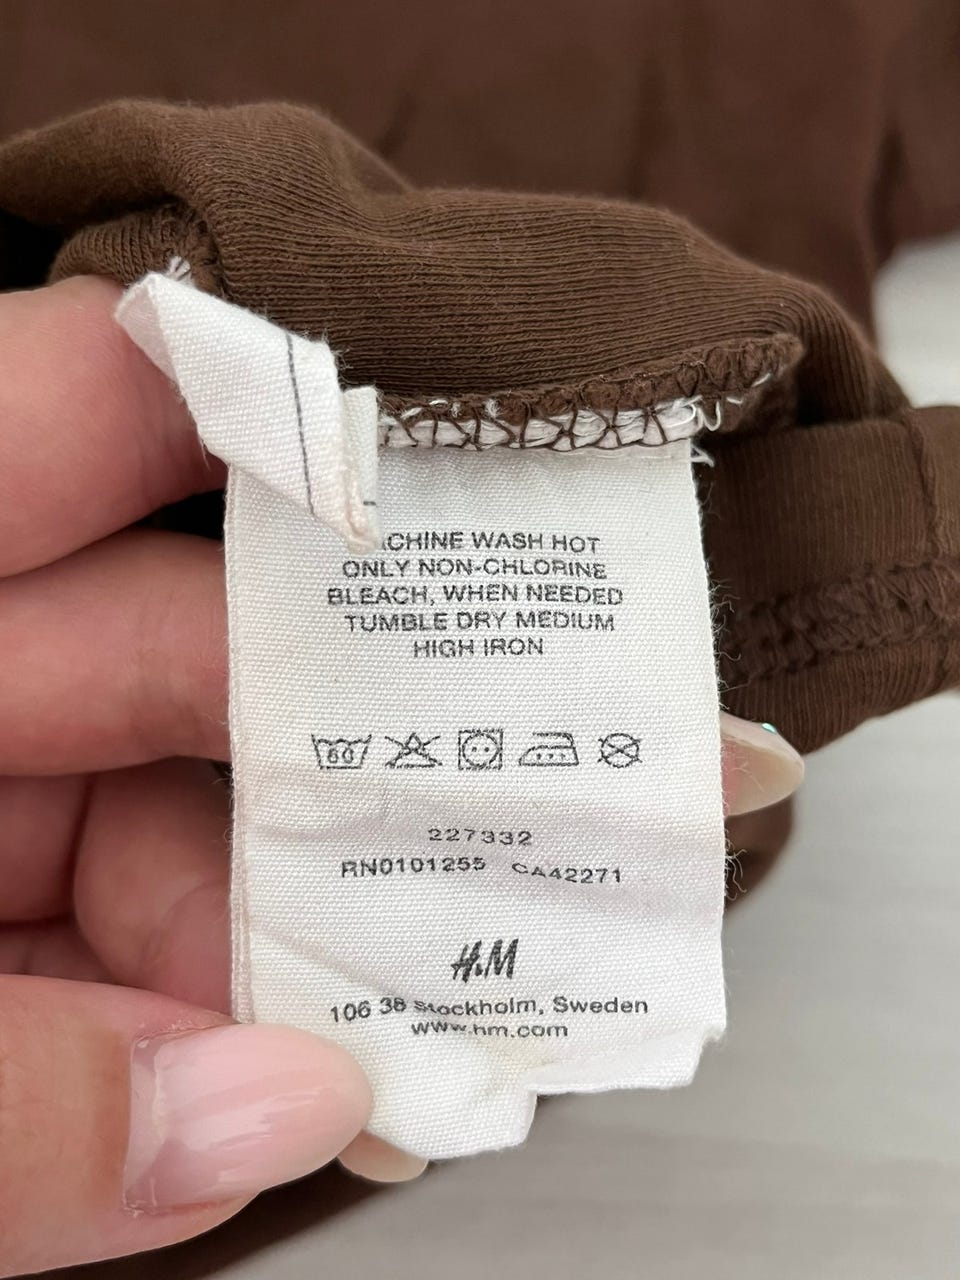 ACHINE WASH HOT
ONLY NON-CHLORINE
BLEACH, WHEN NEEDED
TUMBLE DRY MEDIUM
HIGH IRON
60
227332
RN0101255 CA42271
H&M
106 38 Stockholm, Sweden
www.hm.com